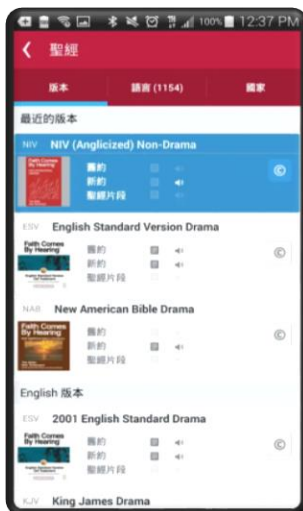 100% 12:37 PM
聖經
版本 語言 (1154) 國家
最近的版本
NIV NIV (Anglicized) Non-Drama
Faith Comes By Hearing
舊約
新約
聖經片段
©
ESV English Standard Version Drama
Faith Comes By Hearing
舊約
新約
聖經片段
©
NAB New American Bible Drama
Faith Comes By Hearing
舊約
新約
聖經片段
©
English 版本
ESV 2001 English Standard Drama
Faith Comes By Hearing
舊約
新約
聖經片段
©
KJV King James Drama